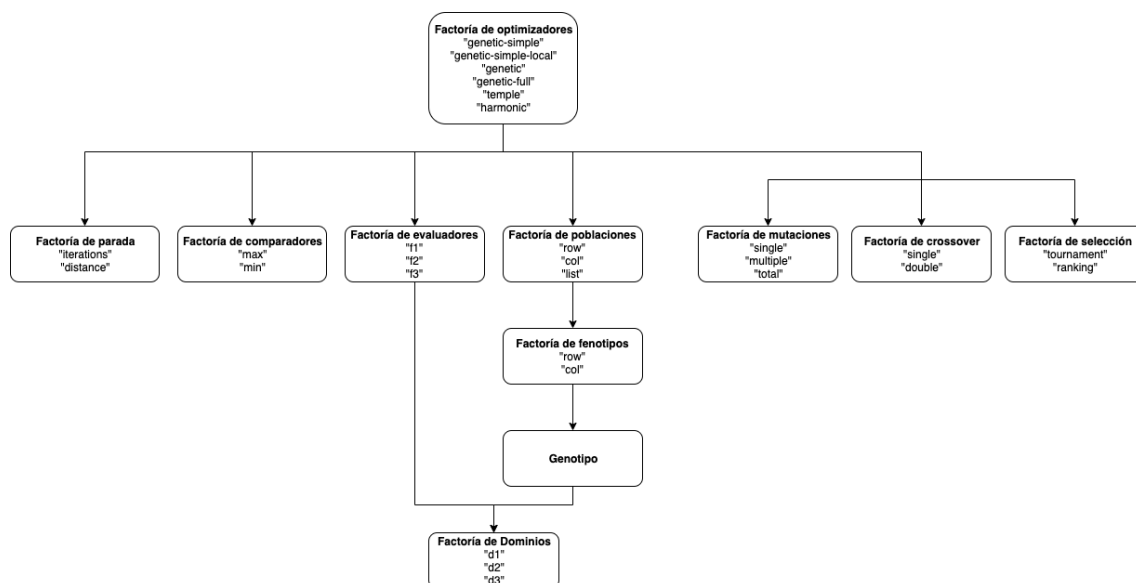 Factoría de optimizadores
"genetic-simple"
"genetic-simple-local"
"genetic"
"genetic-full"
"temple"
"harmonic"
Factoría de parada
"iterations"
"distance"
Factoría de comparadores
"max"
"min"
Factoría de evaluadores
"f1"
"f2"
"f3"
Factoría de poblaciones
"row"
"col"
"list"
Factoría de mutaciones
"single"
"multiple"
"total"
Factoría de crossover
"single"
"double"
Factoría de selección
"tournament"
"ranking"
Factoría de fenotipos
"row"
"col"
Genotipo
Factoría de Dominios
"d1"
"d2"
"d3"